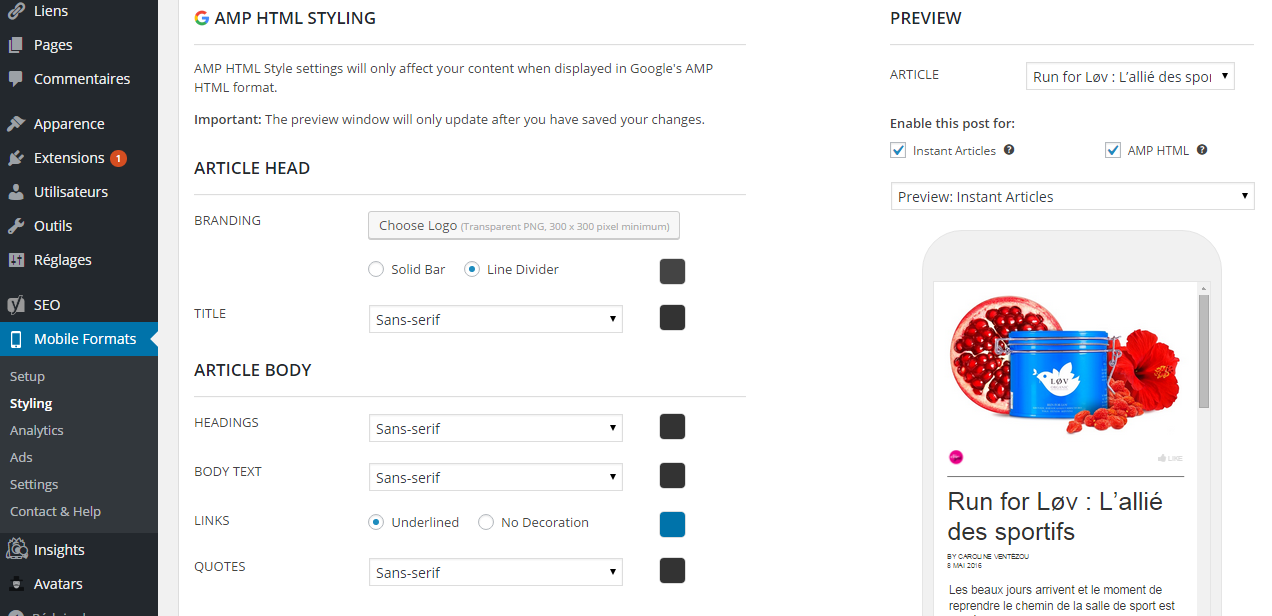 Liens
Pages
Commentaires
Apparence
Extensions 1
Utilisateurs
Outils
Réglages
SEO
Mobile Formats
Setup
Styling
Analytics
Ads
Settings
Contact & Help
Insights
Avatars
AMP HTML STYLING
AMP HTML Style settings will only affect your content when displayed in Google's AMP
HTML format.
Important: The preview window will only update after you have saved your changes.
ARTICLE HEAD
BRANDING
Choose Logo (Transparent PNG, 300 x 300 pixel minimum)
Solid Bar Line Divider
TITLE Sans-serif
ARTICLE BODY
HEADINGS Sans-serif
BODY TEXT Sans-serif
LINKS Underlined No Decoration
QUOTES Sans-serif
PREVIEW
ARTICLE Run for Løv : L'allié des spor
Enable this post for:
Instant Articles ? AMP HTML ?
Preview: Instant Articles
LØV
LIKE
Run for Løv : L'allié
des sportifs
BY CAROLINE VENTEZOU
8 MAI 2016
Les beaux jours arrivent et le moment de
reprendre le chemin de la salle de sport est